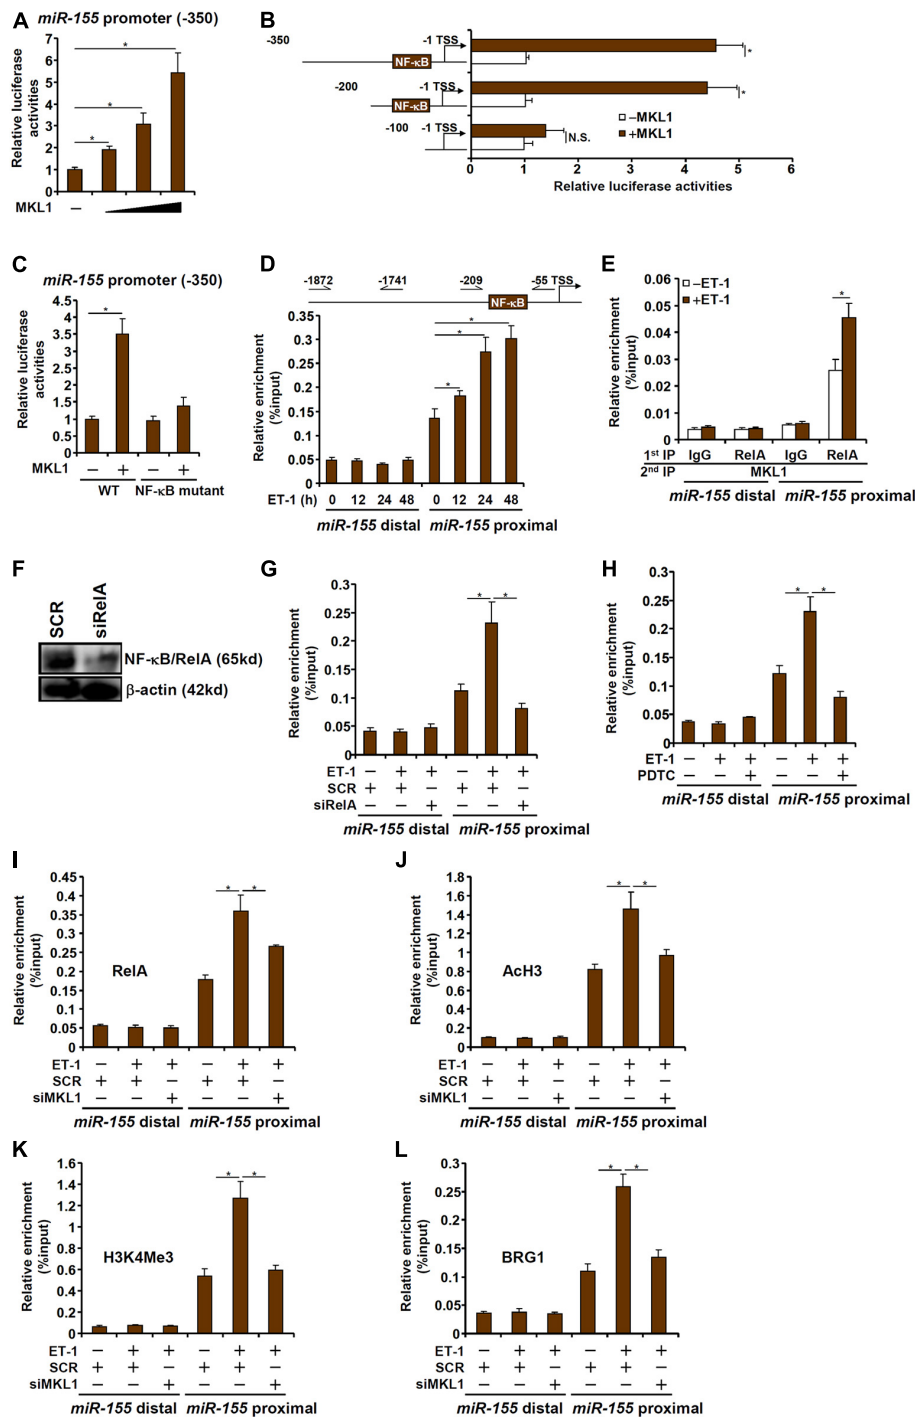 A
miR-155 promoter (-350)
Relative luciferase activities
7
6
5
4
3
2
1
0
* * *
MKL1 –
B
-350 -1 TSS
NF-κB
-200 -1 TSS
NF-κB
-100 -1 TSS
*
*
N.S.
–MKL1
+MKL1
0 1 2 3 4 5 6
Relative luciferase activities
C
miR-155 promoter (-350)
Relative luciferase activities
4.5
4
3.5
3
2.5
2
1.5
1
0.5
0
*
MKL1 – + – +
WT NF-κB mutant
D
-1872 -1741 -209 -55 TSS
NF-κB
Relative enrichment (%input)
0.35
0.3
0.25
0.2
0.15
0.1
0.05
0
* * *
ET-1 (h) 0 12 24 48 0 12 24 48
miR-155 distal miR-155 proximal
E
–ET-1
+ET-1
Relative enrichment (%input)
0.06
0.05
0.04
0.03
0.02
0.01
0
*
1st IP IgG RelA IgG RelA
2nd IP MKL1
miR-155 distal miR-155 proximal
F
SCR siRelA
NF-κB/RelA (65kd)
β-actin (42kd)
G
Relative enrichment (%input)
0.3
0.25
0.2
0.15
0.1
0.05
0
* *
ET-1 – + + – + +
SCR + + – + + –
siRelA – – + – – +
miR-155 distal miR-155 proximal
H
Relative enrichment (%input)
0.3
0.25
0.2
0.15
0.1
0.05
0
* *
ET-1 – + + – + +
PDTC – – + – – +
miR-155 distal miR-155 proximal
I
Relative enrichment (%input)
0.45
0.4
0.35
0.3
0.25
0.2
0.15
0.1
0.05
0
RelA
* *
ET-1 – + + – + +
SCR + + – + + –
siMKL1 – – + – – +
miR-155 distal miR-155 proximal
J
Relative enrichment (%input)
1.8
1.6
1.4
1.2
1.0
0.8
0.6
0.4
0.2
0
AcH3
* *
ET-1 – + + – + +
SCR + + – + + –
siMKL1 – – + – – +
miR-155 distal miR-155 proximal
K
Relative enrichment (%input)
1.6
1.4
1.2
1.0
0.8
0.6
0.4
0.2
0
H3K4Me3
* *
ET-1 – + + – + +
SCR + + – + + –
siMKL1 – – + – – +
miR-155 distal miR-155 proximal
L
Relative enrichment (%input)
0.3
0.25
0.2
0.15
0.1
0.05
0
BRG1
* *
ET-1 – + + – + +
SCR + + – + + –
siMKL1 – – + – – +
miR-155 distal miR-155 proximal